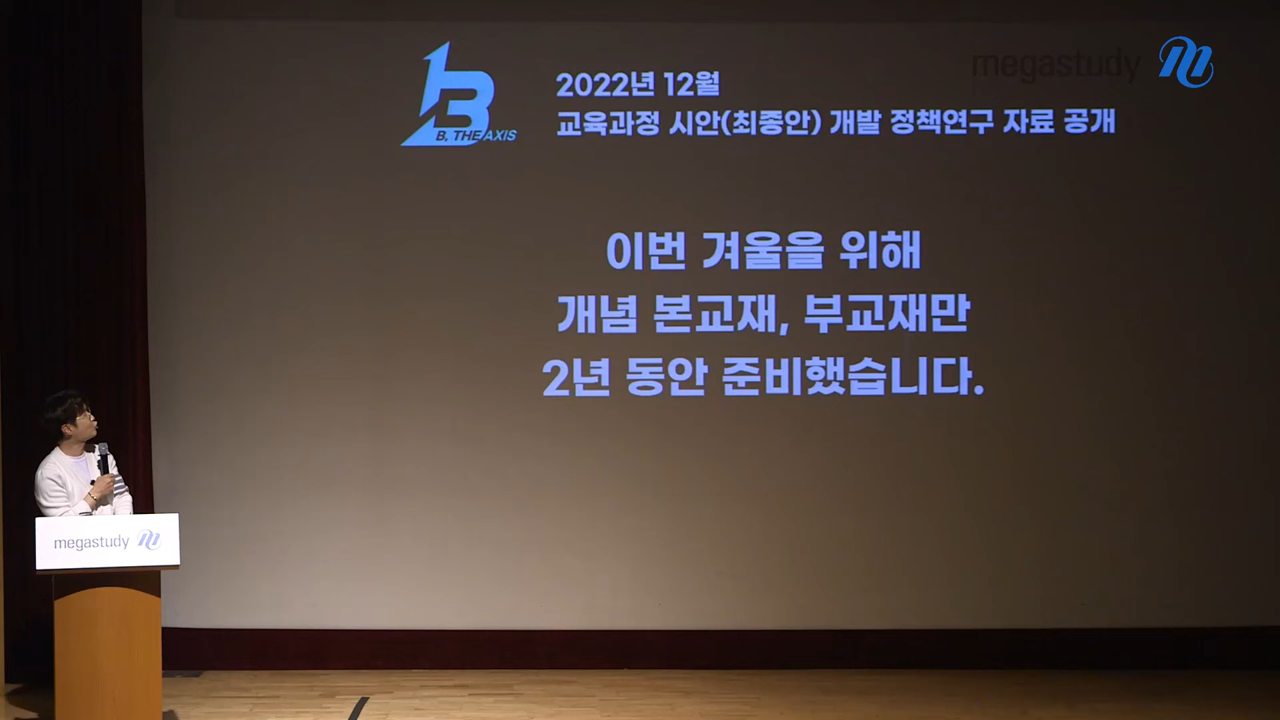 megastudy
B. THE AXIS
2022년 12월
교육과정 시안(최종안) 개발 정책연구 자료 공개
이번 겨울을 위해
개념 본교재, 부교재만
2년 동안 준비했습니다.
megastudy